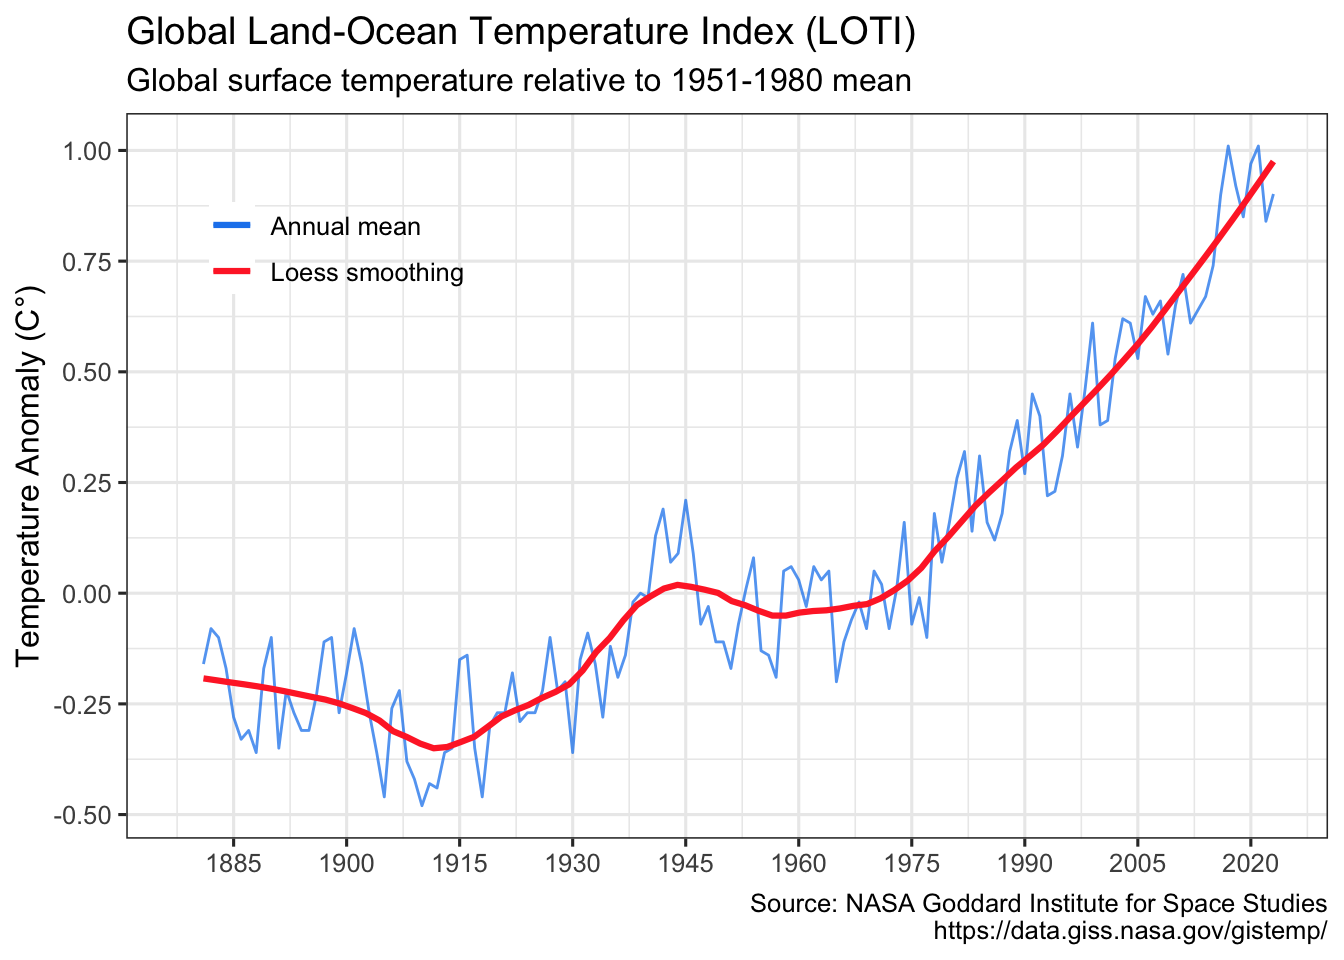 Global Land-Ocean Temperature Index (LOTI)
Global surface temperature relative to 1951-1980 mean
Temperature Anomaly (C°)
1.00
0.75
0.50
0.25
0.00
-0.25
-0.50
Annual mean
Loess smoothing
1885 1900 1915 1930 1945 1960 1975 1990 2005 2020
Source: NASA Goddard Institute for Space Studies
https://data.giss.nasa.gov/gistemp/